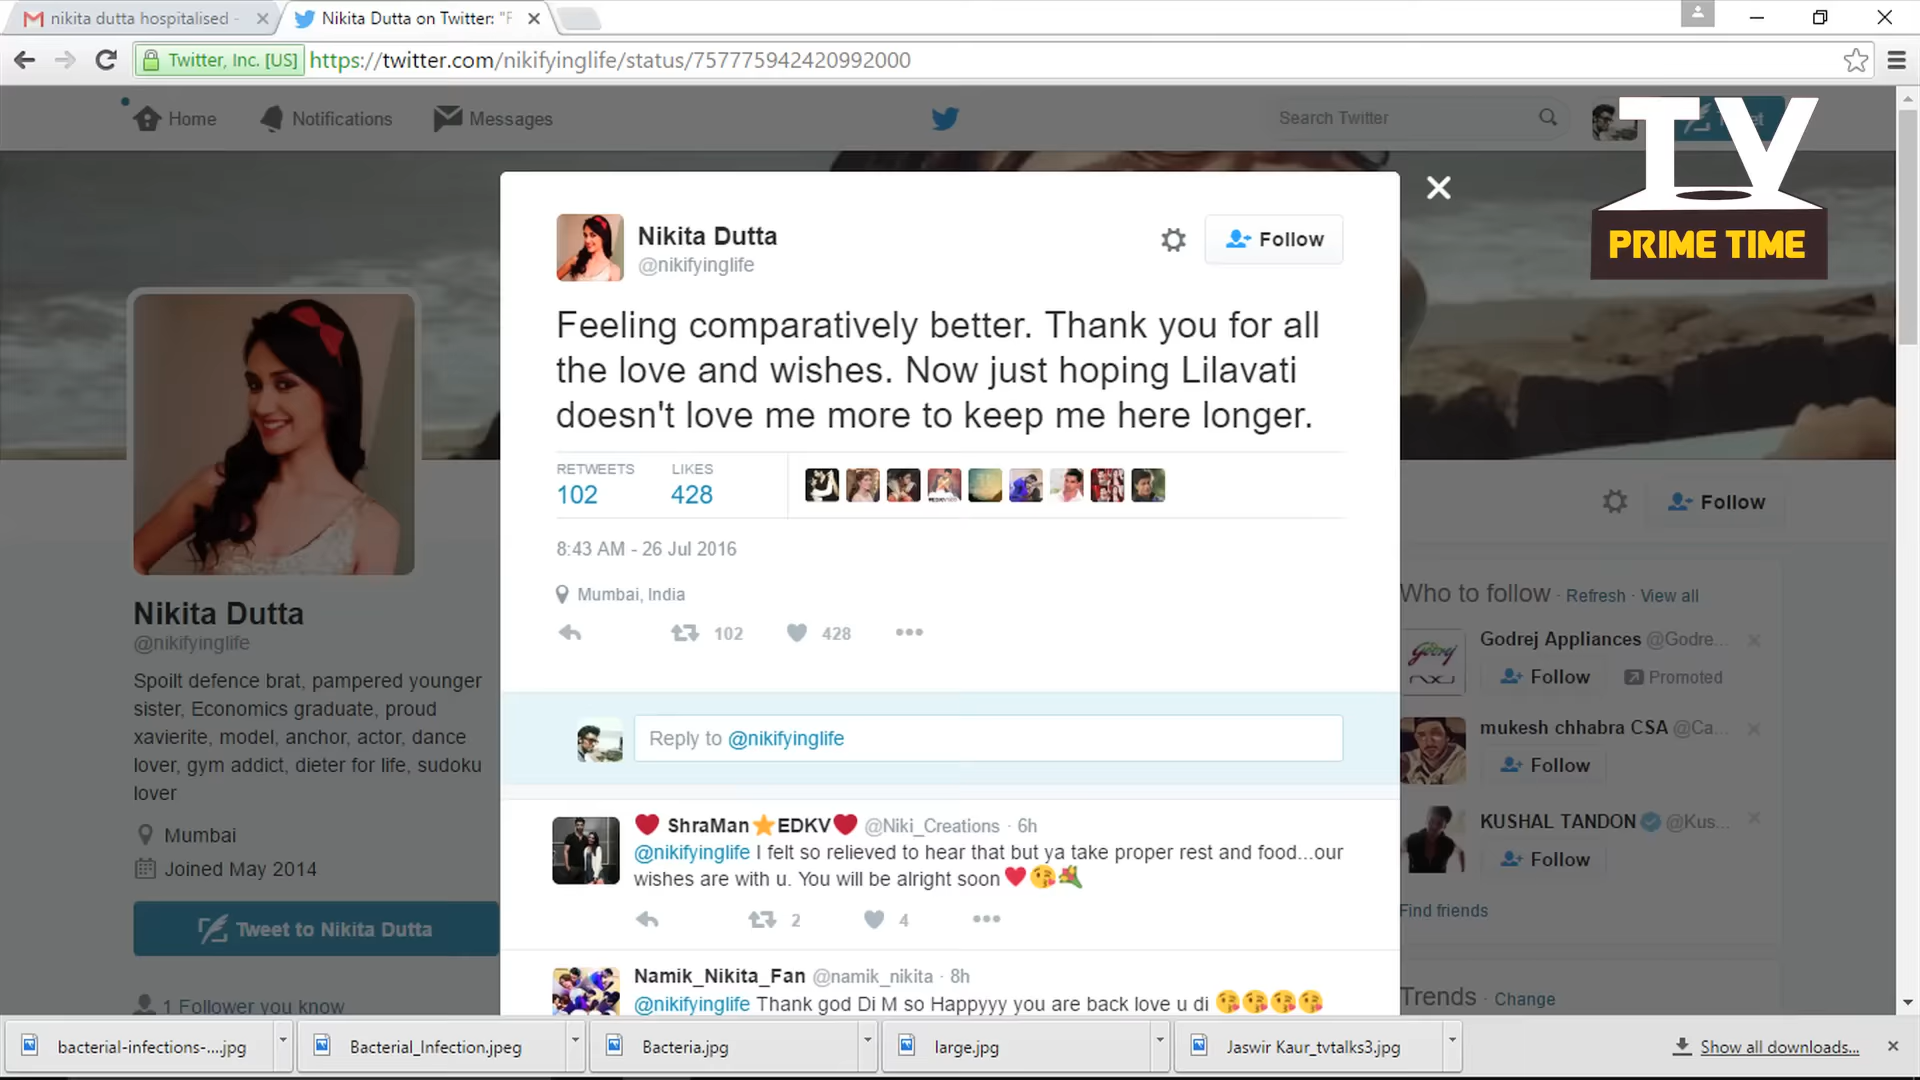 nikita dutta hospitalised -
Nikita Dutta on Twitter: "F
Twitter, Inc. [US] https://twitter.com/nikifyinglife/status/757775942420992000
Home Notifications Messages Search Twitter
TV
PRIME TIME
Nikita Dutta
@nikifyinglife
Follow
Feeling comparatively better. Thank you for all
the love and wishes. Now just hoping Lilavati
doesn't love me more to keep me here longer.
RETWEETS LIKES
102 428
8:43 AM - 26 Jul 2016
Mumbai, India
102 428
Reply to @nikifyinglife
❤ ShraMan⭐EDKV❤ @Niki_Creations · 6h
@nikifyinglife I felt so relieved to hear that but ya take proper rest and food...our
wishes are with u. You will be alright soon ❤😘💐
2 4
Namik_Nikita_Fan @namik_nikita · 8h
@nikifyinglife Thank god Di M so Happyyy you are back love u di 😘😘😘😘
Nikita Dutta
@nikifyinglife
Spoilt defence brat, pampered younger
sister, Economics graduate, proud
xavierite, model, anchor, actor, dance
lover, gym addict, dieter for life, sudoku
lover
Mumbai
Joined May 2014
Tweet to Nikita Dutta
1 Follower you know
Follow
Who to follow · Refresh · View all
Godrej Appliances @Godre...
Follow Promoted
mukesh chhabra CSA @Ca...
Follow
KUSHAL TANDON @Kus...
Follow
Find friends
Trends · Change
bacterial-infections-....jpg
Bacterial_Infection.jpeg
Bacteria.jpg
large.jpg
Jaswir Kaur_tvtalks3.jpg
Show all downloads...